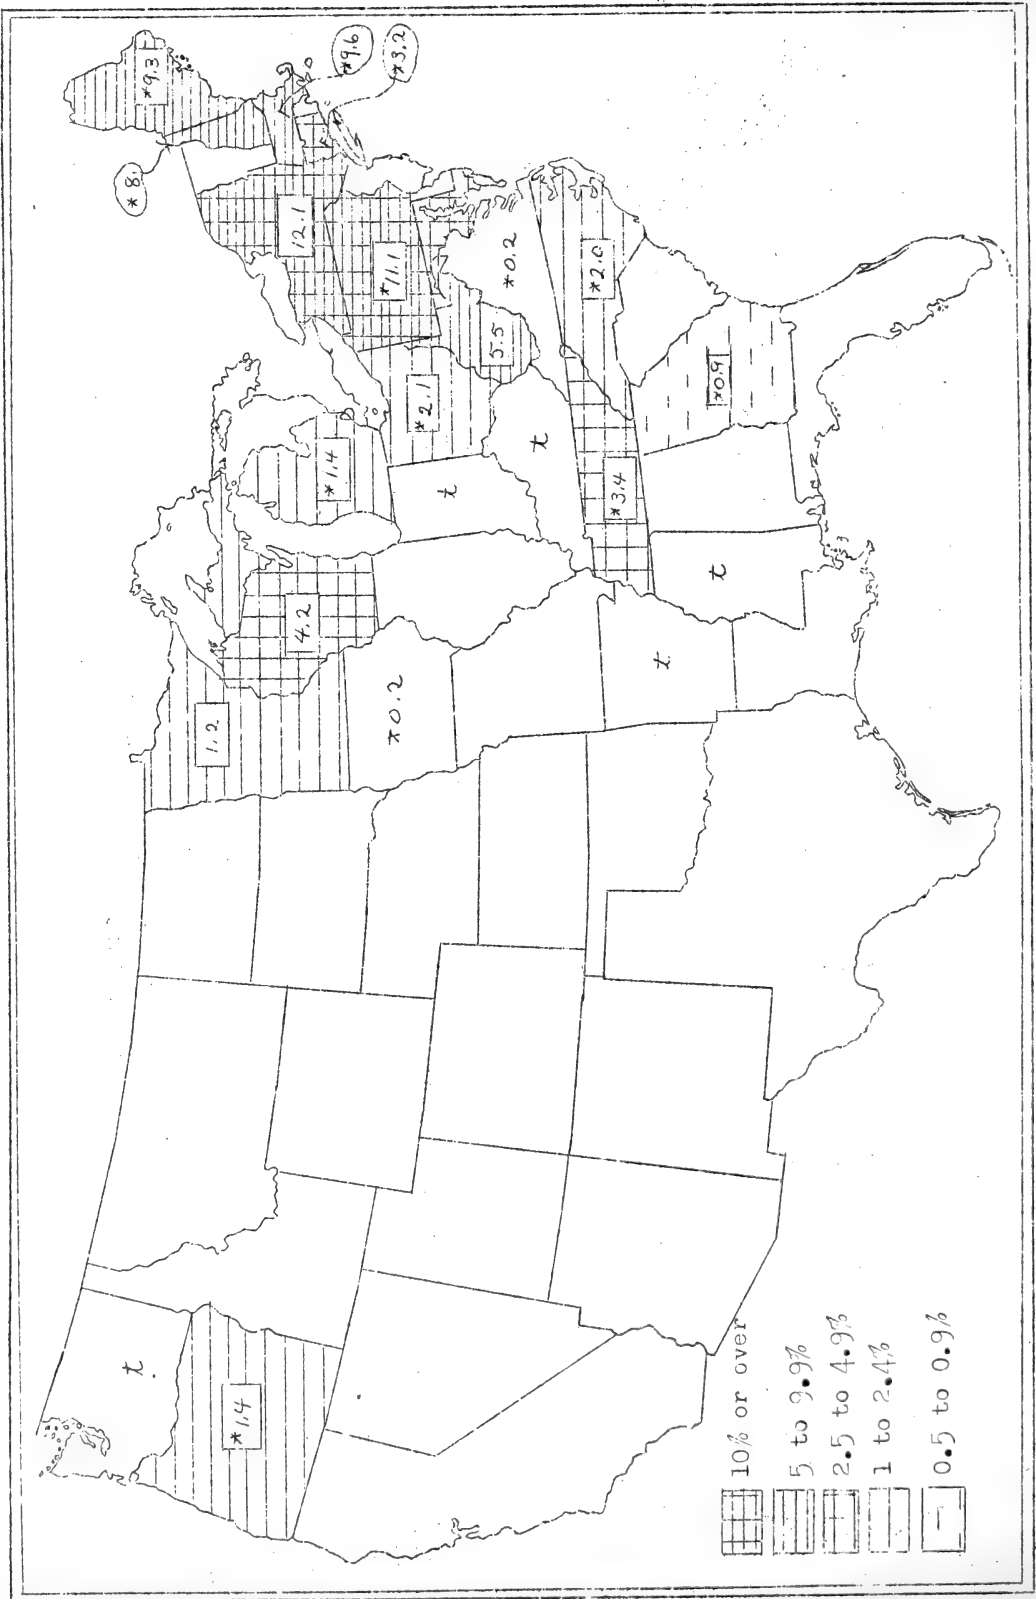 t
*1.4
1.2
4.2
*0.2
*1.4
*2.1
t
t
5.5
12.1
*11.1
*8.
*9.3
*9.6
*3.2
*0.2
*2.0
*3.4
*0.9
t
t
10% or over
5 to 9.9%
2.5 to 4.9%
1 to 2.4%
0.5 to 0.9%